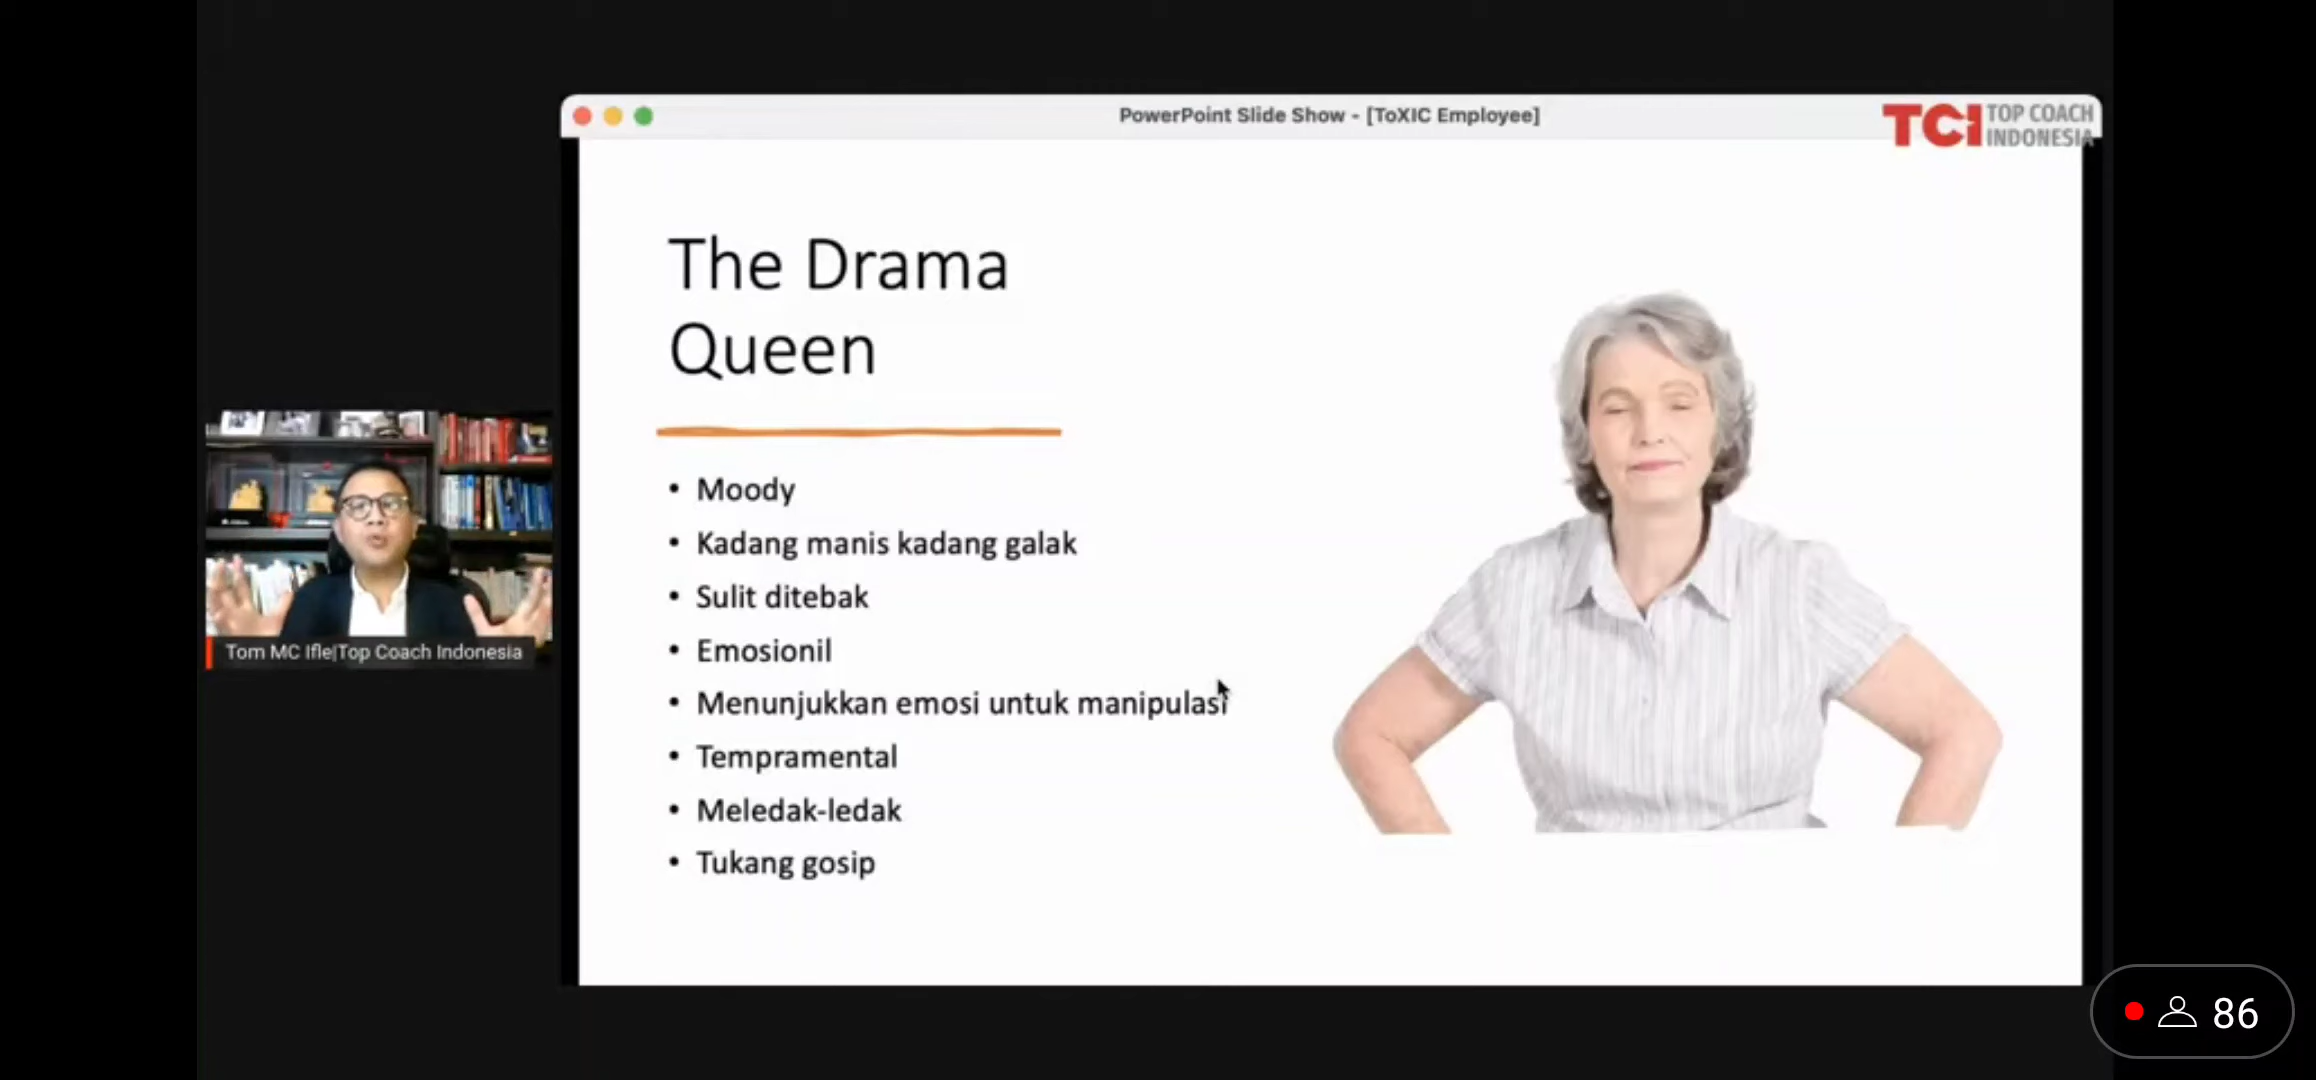 PowerPoint Slide Show - [ToXIC Employee]
TCI TOP COACH
INDONESIA
The Drama
Queen
• Moody
• Kadang manis kadang galak
• Sulit ditebak
• Emosionil
• Menunjukkan emosi untuk manipulasi
• Tempramental
• Meledak-ledak
• Tukang gosip
Tom MC Ifle|Top Coach Indonesia
86